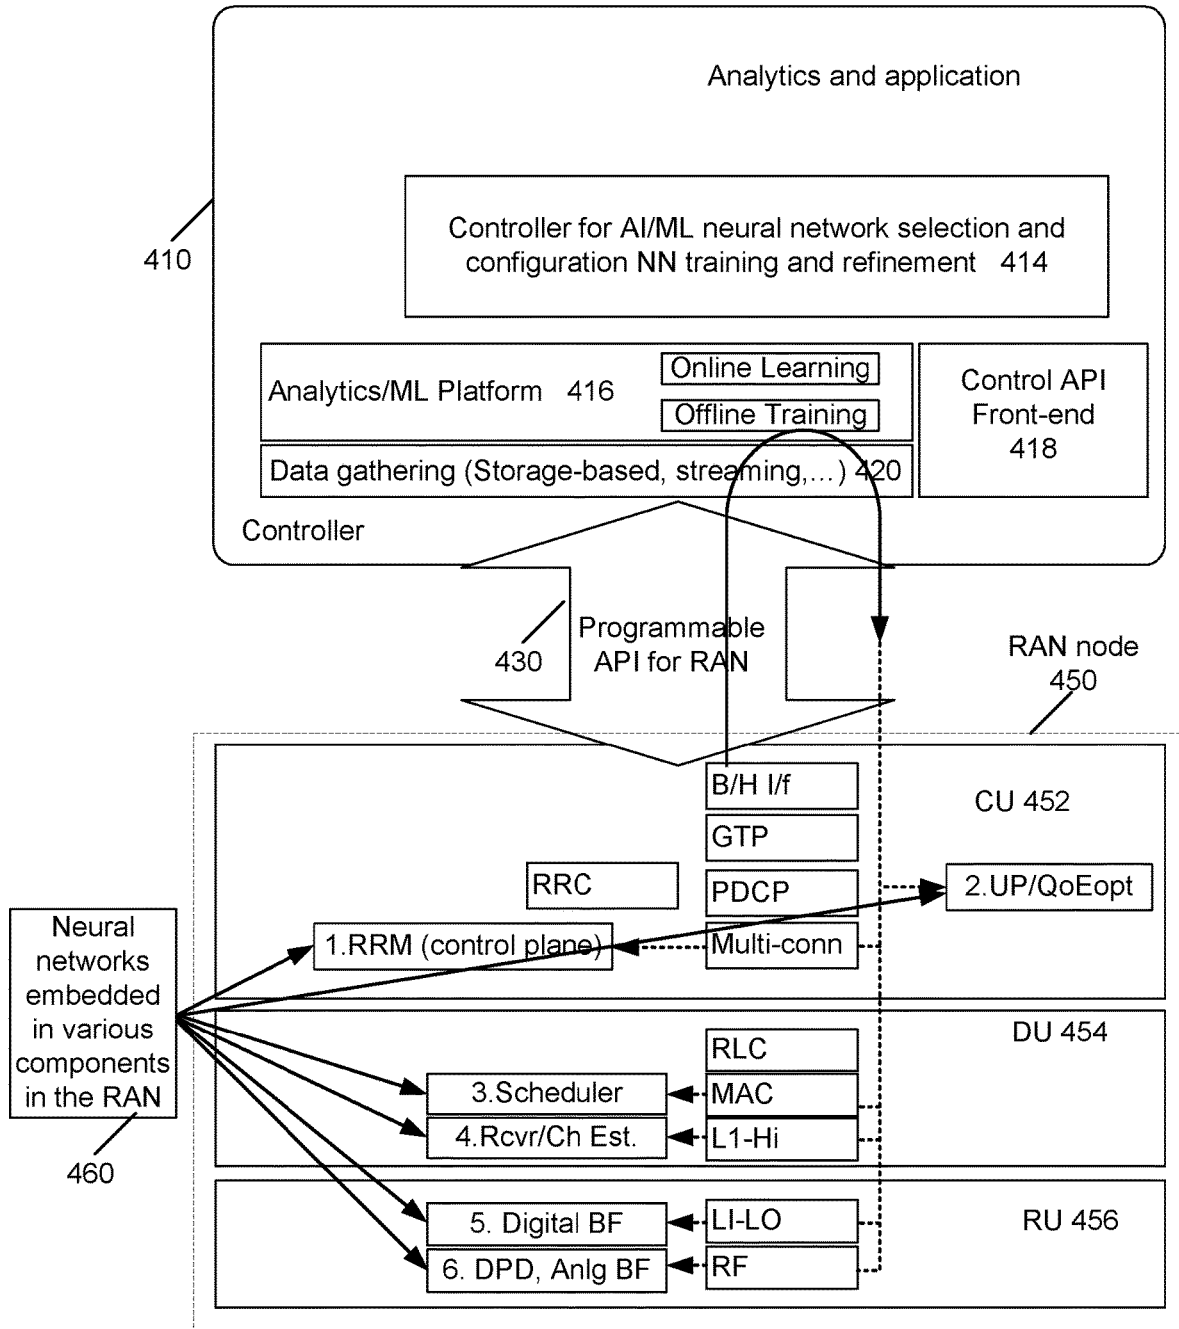 Analytics and application
410
Controller for AI/ML neural network selection and
configuration NN training and refinement 414
Analytics/ML Platform 416
Online Learning
Offline Training
Control API
Front-end
418
Data gathering (Storage-based, streaming,...) 420
Controller
430
Programmable
API for RAN
RAN node
450
B/H I/f
CU 452
GTP
RRC
PDCP
2.UP/QoEopt
1.RRM (control plane)
Multi-conn
Neural
networks
embedded
in various
components
in the RAN
460
DU 454
RLC
3.Scheduler
MAC
4.Rcvr/Ch Est.
L1-Hi
RU 456
5. Digital BF
LI-LO
6. DPD, Anlg BF
RF